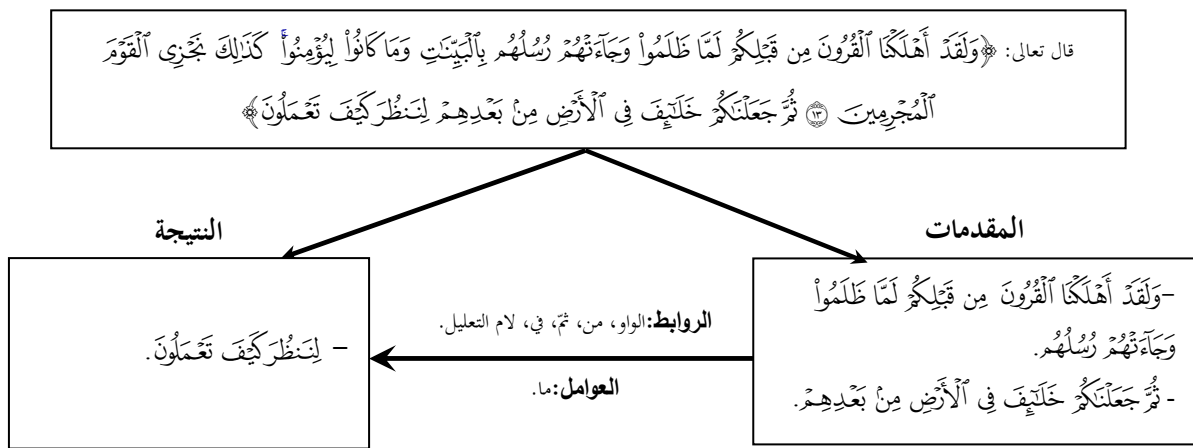 قال تعالى: ﴿وَلَقَدۡ أَهۡلَكۡنَا ٱلۡقُرُونَ مِن قَبۡلِكُمۡ لَمَّا ظَلَمُواْ وَجَآءَتۡهُمۡ رُسُلُهُم بِٱلۡبَيِّنَٰتِ وَمَا كَانُواْ لِيُؤۡمِنُواْۚ كَذَٰلِكَ نَجۡزِي ٱلۡقَوۡمَ
ٱلۡمُجۡرِمِينَ ١٣ ثُمَّ جَعَلۡنَٰكُمۡ خَلَٰٓئِفَ فِي ٱلۡأَرۡضِ مِنۢ بَعۡدِهِمۡ لِنَنظُرَ كَيۡفَ تَعۡمَلُونَ﴾
المقدمات
–وَلَقَدۡ أَهۡلَكۡنَا ٱلۡقُرُونَ مِن قَبۡلِكُمۡ لَمَّا ظَلَمُواْ
وَجَآءَتۡهُمۡ رُسُلُهُم.
- ثُمَّ جَعَلۡنَٰكُمۡ خَلَٰٓئِفَ فِي ٱلۡأَرۡضِ مِنۢ بَعۡدِهِمۡ.
الروابط:الواو، من، ثمّ، في، لام التعليل.
العوامل:ما.
النتيجة
– لِنَنظُرَ كَيۡفَ تَعۡمَلُونَ.